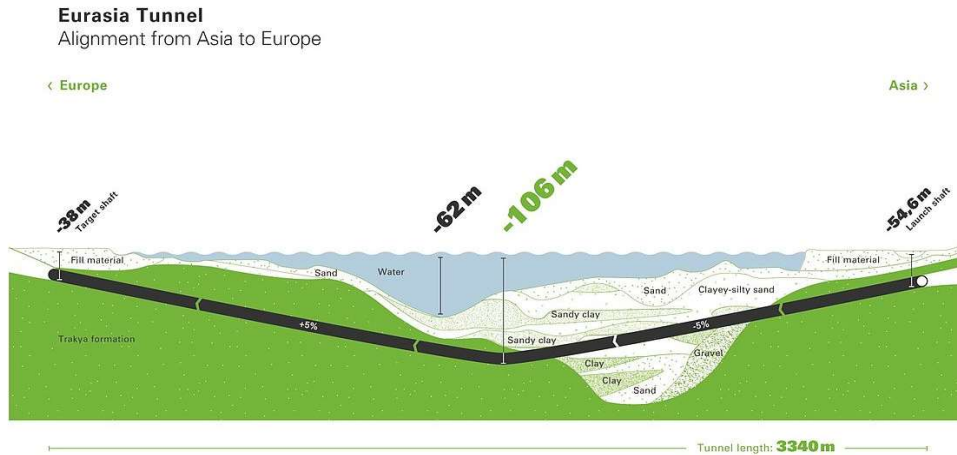 Eurasia Tunnel
Alignment from Asia to Europe
‹ Europe
Asia ›
-38m
Target shaft
-62m
-106m
-54,6m
Launch shaft
Fill material
Sand
Water
Sand
Clayey-silty sand
Fill material
Sandy clay
+5%
-5%
Trakya formation
Sandy clay
Gravel
Clay
Clay
Sand
Tunnel length: 3340m